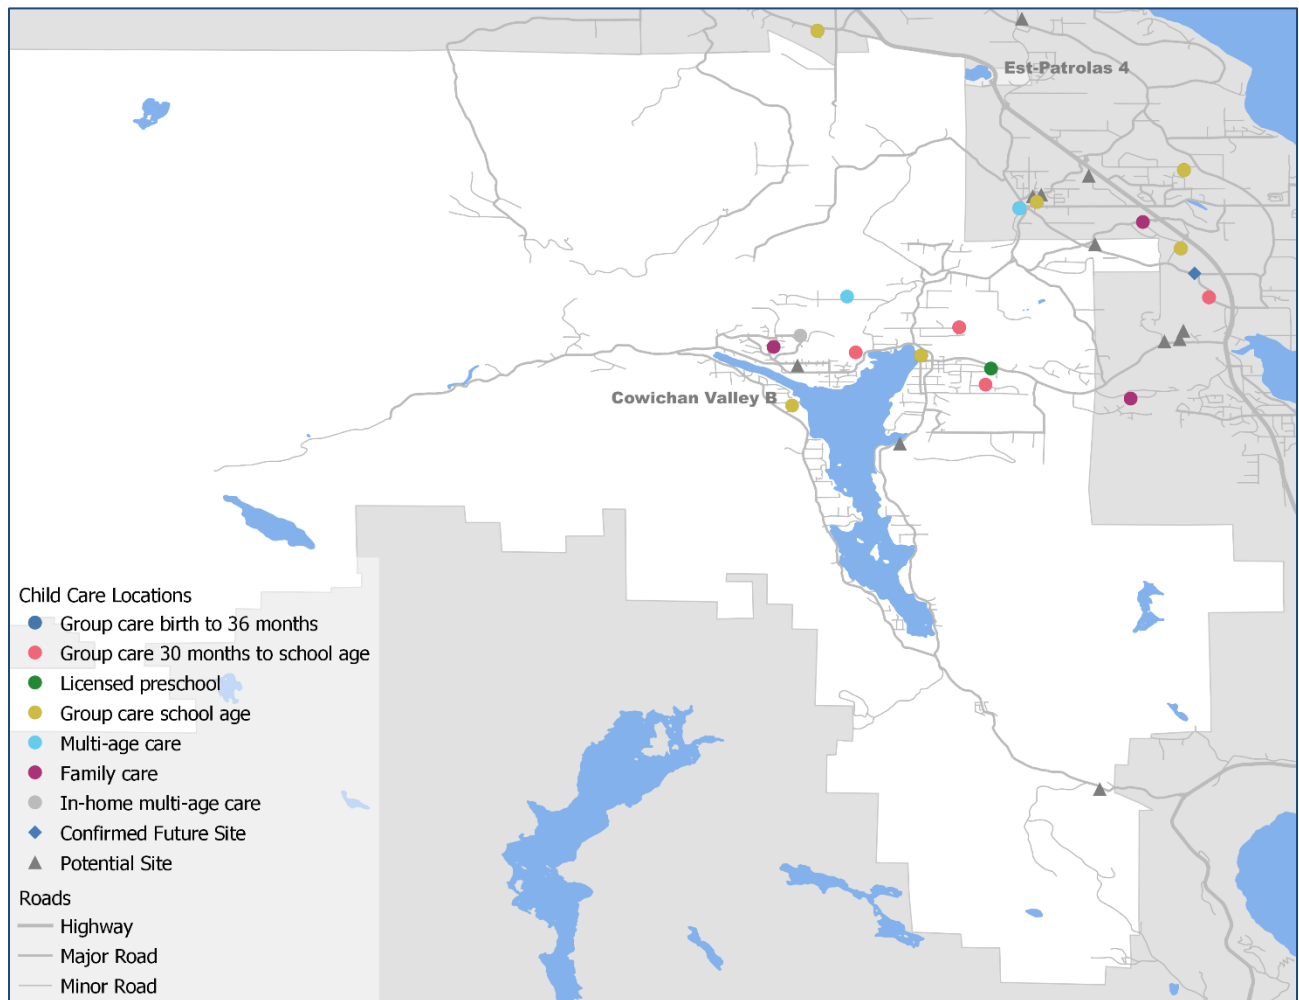 Est-Patrolas 4
Cowichan Valley B
Child Care Locations
Group care birth to 36 months
Group care 30 months to school age
Licensed preschool
Group care school age
Multi-age care
Family care
In-home multi-age care
Confirmed Future Site
Potential Site
Roads
Highway
Major Road
Minor Road